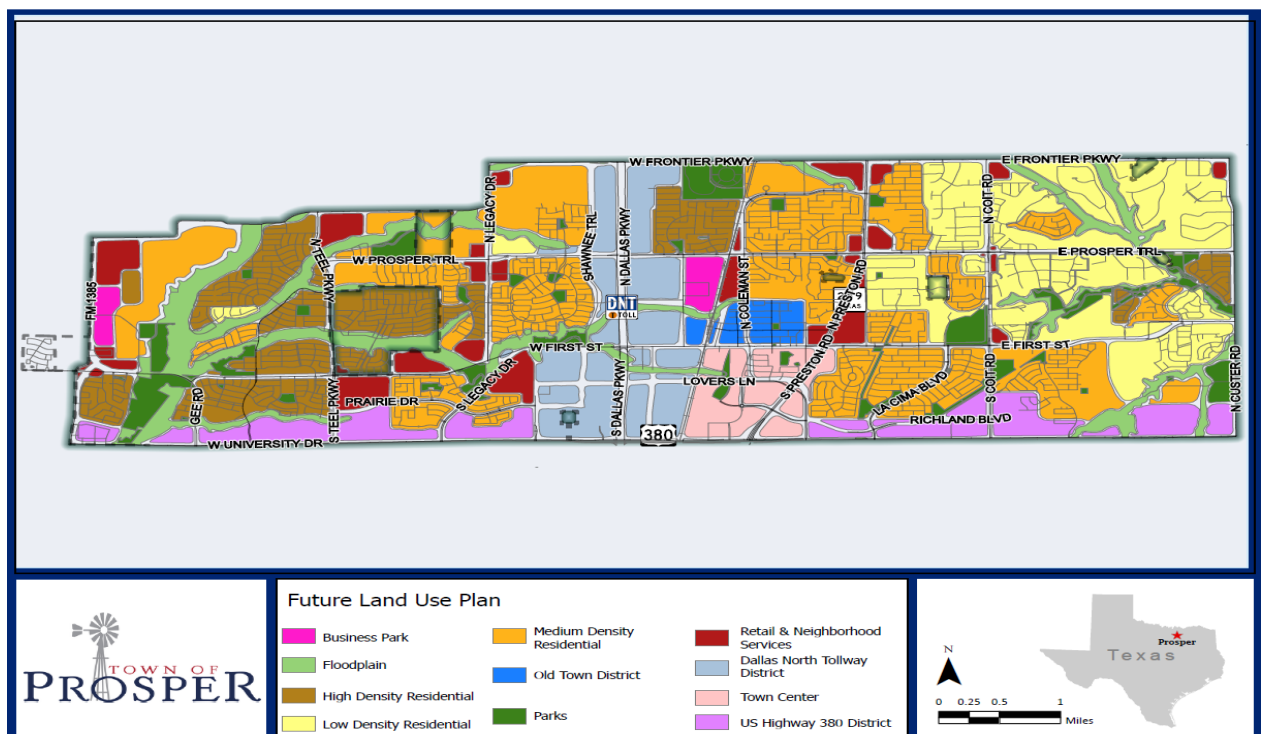 W FRONTIER PKWY
E FRONTIER PKWY
N LEGACY DR
SHAWNEE TRL
N DALLAS PKWY
N COIT RD
N TEEL PKWY
W PROSPER TRL
E PROSPER TRL
FM 1385
DNT
TOLL
N COLEMAN ST
N PRESTON RD
W FIRST ST
E FIRST ST
GEE RD
S TEEL PKWY
PRAIRIE DR
S LEGACY DR
S DALLAS PKWY
LOVERS LN
S PRESTON RD
LA CIMA BLVD
S COIT RD
N CUSTER RD
RICHLAND BLVD
W UNIVERSITY DR
380
TOWN OF
PROSPER
Future Land Use Plan
Business Park
Floodplain
High Density Residential
Low Density Residential
Medium Density
Residential
Old Town District
Parks
Retail & Neighborhood
Services
Dallas North Tollway
District
Town Center
US Highway 380 District
N
Prosper
Texas
0 0.25 0.5 1
Miles